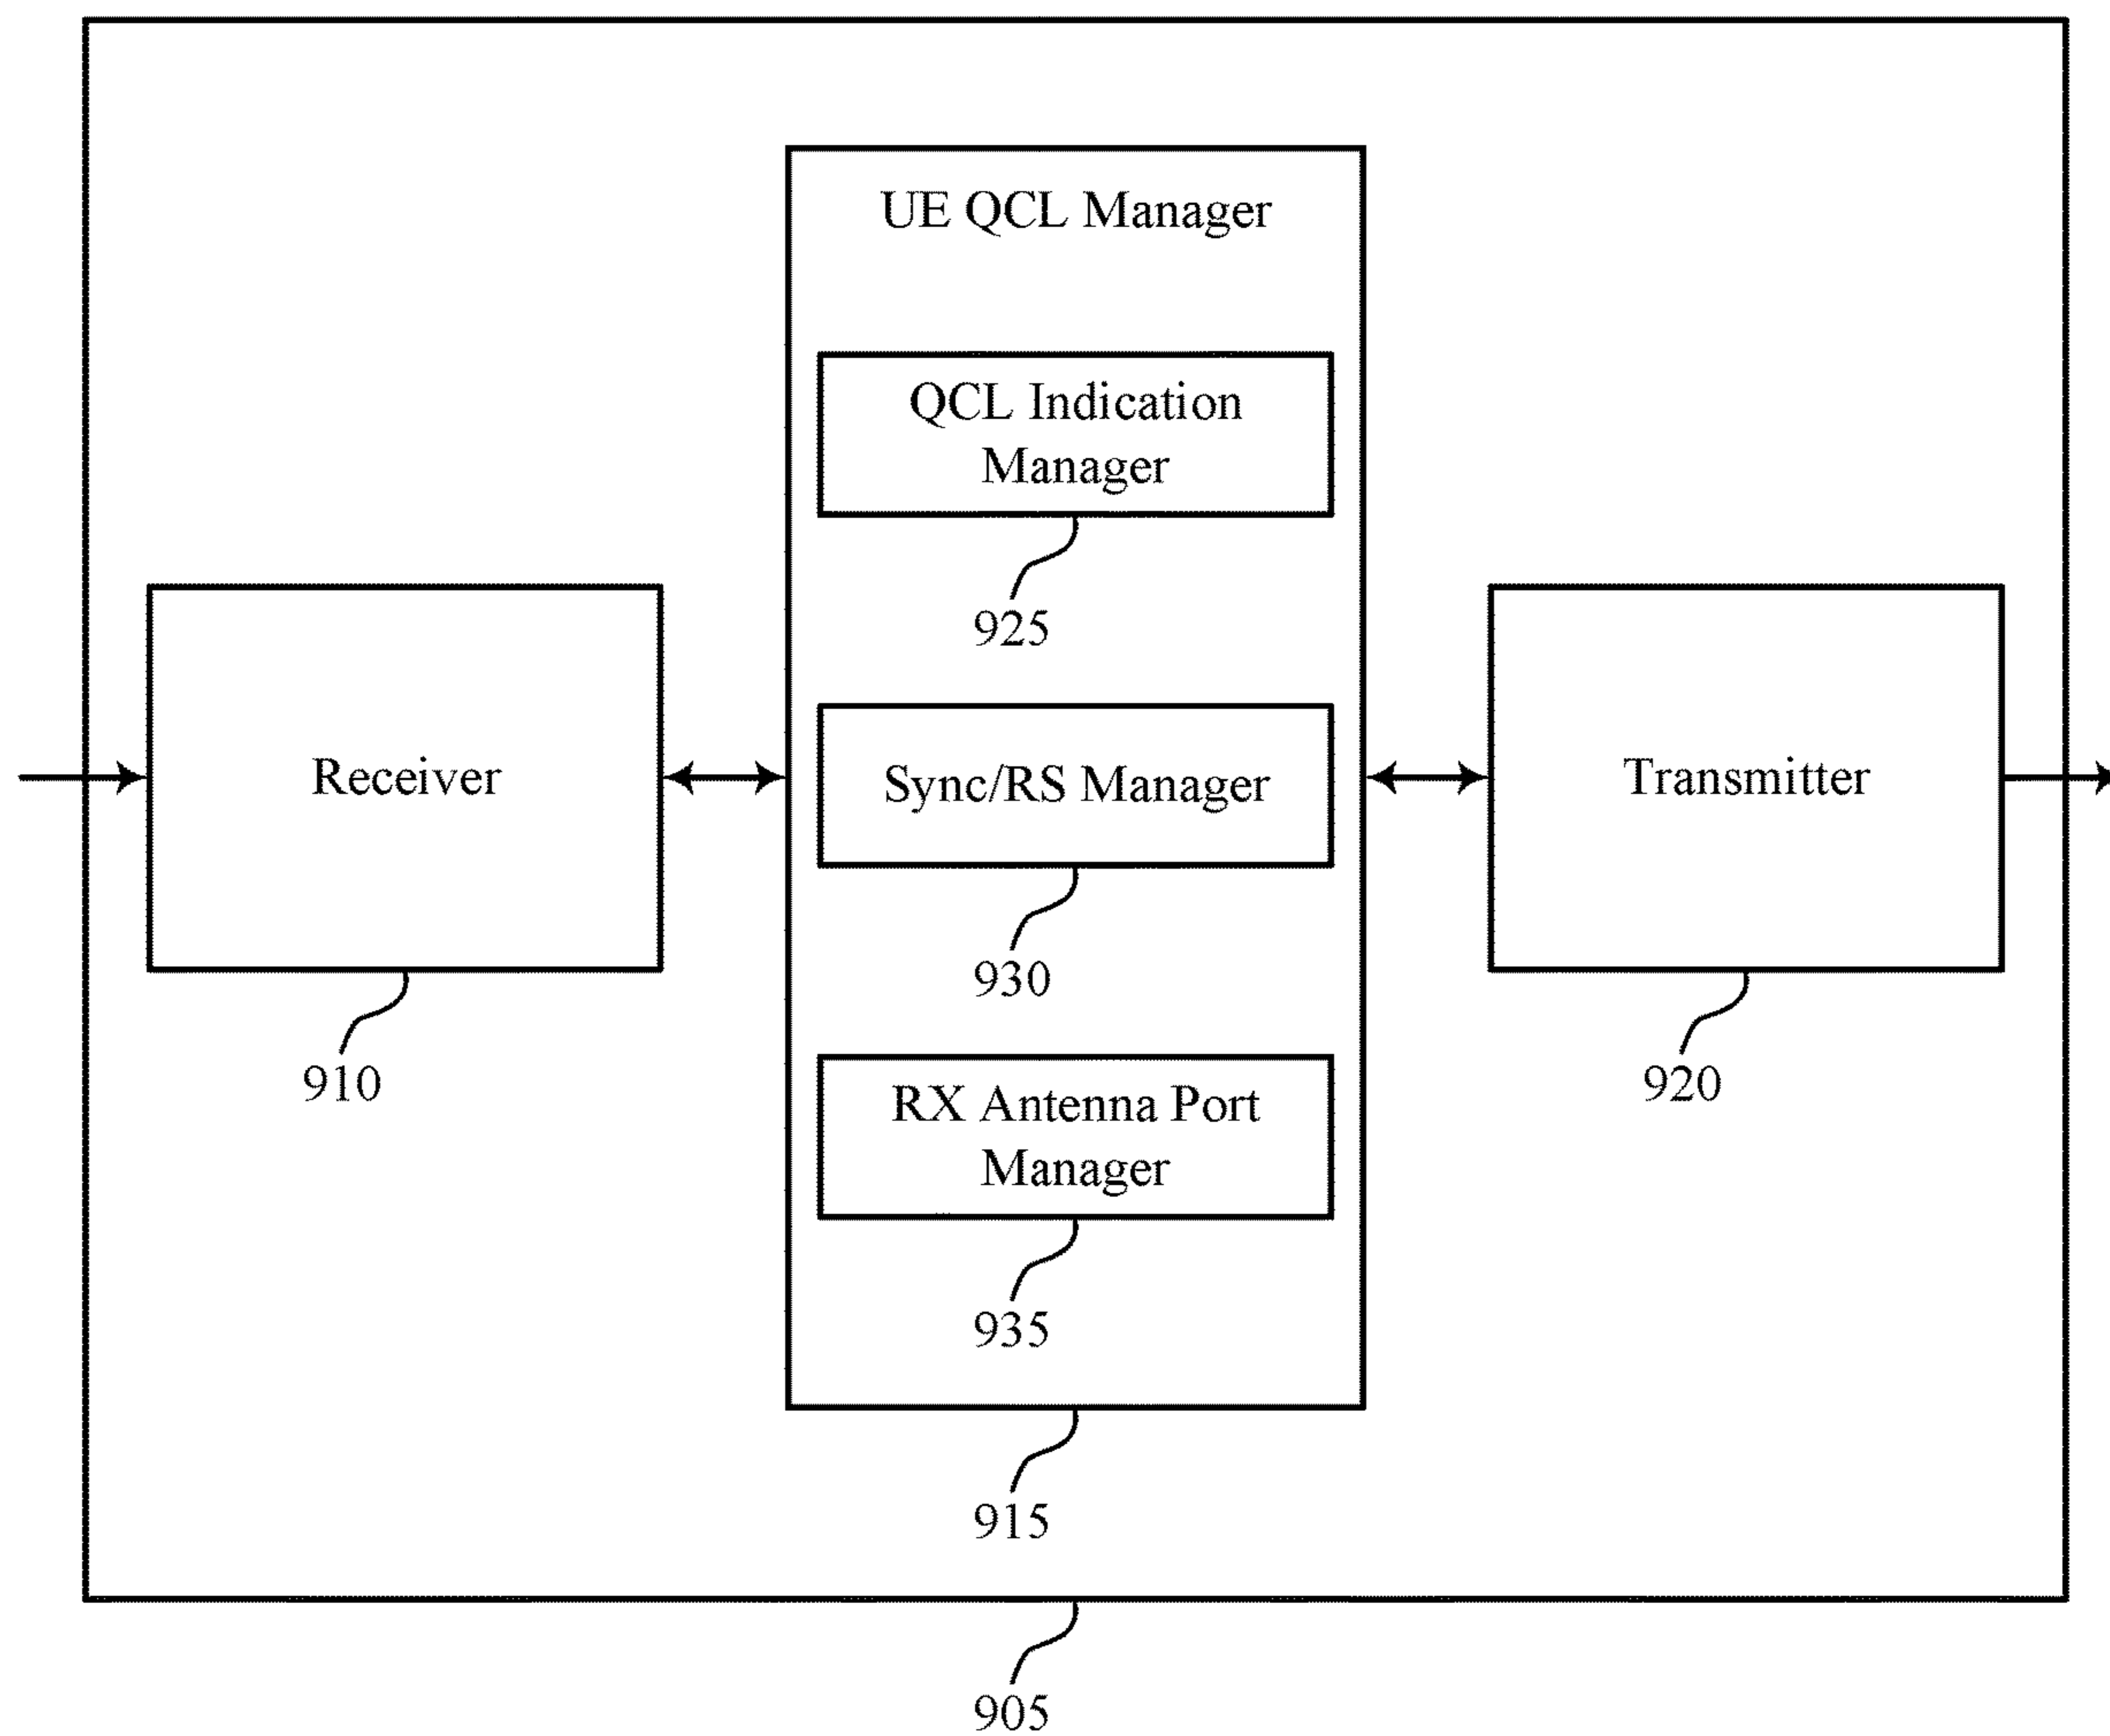 UE QCL Manager
QCL Indication
Manager
925
Receiver
910
Sync/RS Manager
930
Transmitter
920
RX Antenna Port
Manager
935
915
905